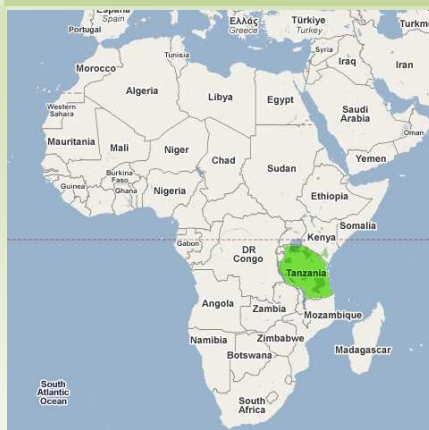 España
Spain
Portugal
Ελλάς
Greece
Türkiye
Turkey
Turkm
Tunisia
Syria
Iraq
Iran
Morocco
Algeria
Libya
Egypt
Western
Sahara
Saudi
Arabia
Oman
Mauritania
Mali
Niger
Chad
Sudan
Yemen
Burkina
Faso
Guinea
Ghana
Nigeria
Ethiopia
Somalia
Kenya
Gabon
DR
Congo
Tanzania
Angola
Zambia
Mozambique
Namibia
Zimbabwe
Botswana
Madagascar
South
Atlantic
Ocean
South
Africa